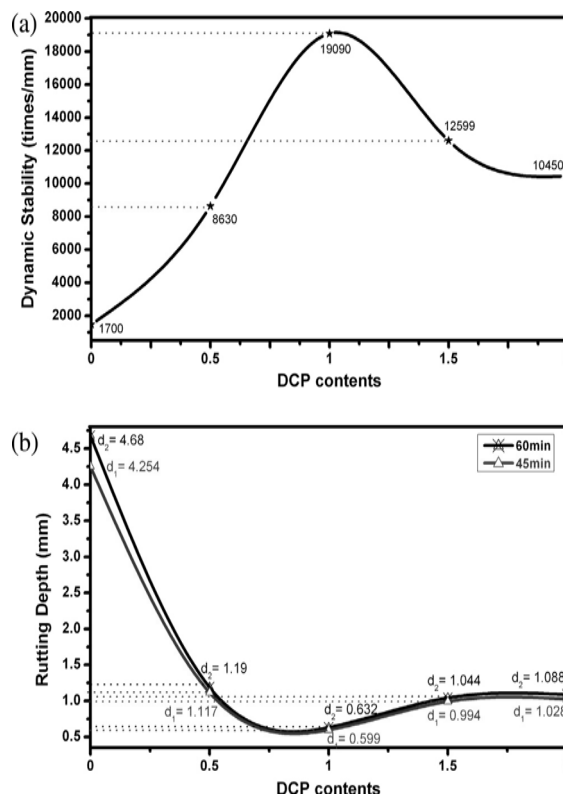 (a)
Dynamic Stability (times/mm)
20000
18000
16000
14000
12000
10000
8000
6000
4000
2000
19090
12599
10450
8630
1700
0
0.5
1
1.5
DCP contents
(b)
Rutting Depth (mm)
4.5
4.0
3.5
3.0
2.5
2.0
1.5
1.0
0.5
60min
45min
d2= 4.68
d1= 4.254
d2= 1.19
d1= 1.117
d2= 0.632
d1= 0.599
d2= 1.044
d1= 0.994
d2= 1.088
d1= 1.028
0
0.5
1
1.5
DCP contents